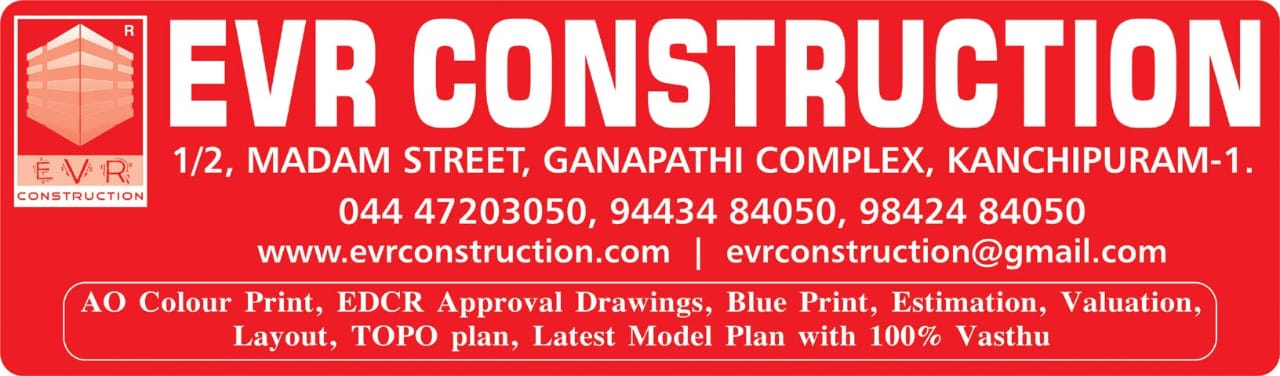 R
EVR
CONSTRUCTION
EVR CONSTRUCTION
1/2, MADAM STREET, GANAPATHI COMPLEX, KANCHIPURAM-1.
044 47203050, 94434 84050, 98424 84050
www.evrconstruction.com | evrconstruction@gmail.com
AO Colour Print, EDCR Approval Drawings, Blue Print, Estimation, Valuation,
Layout, TOPO plan, Latest Model Plan with 100% Vasthu